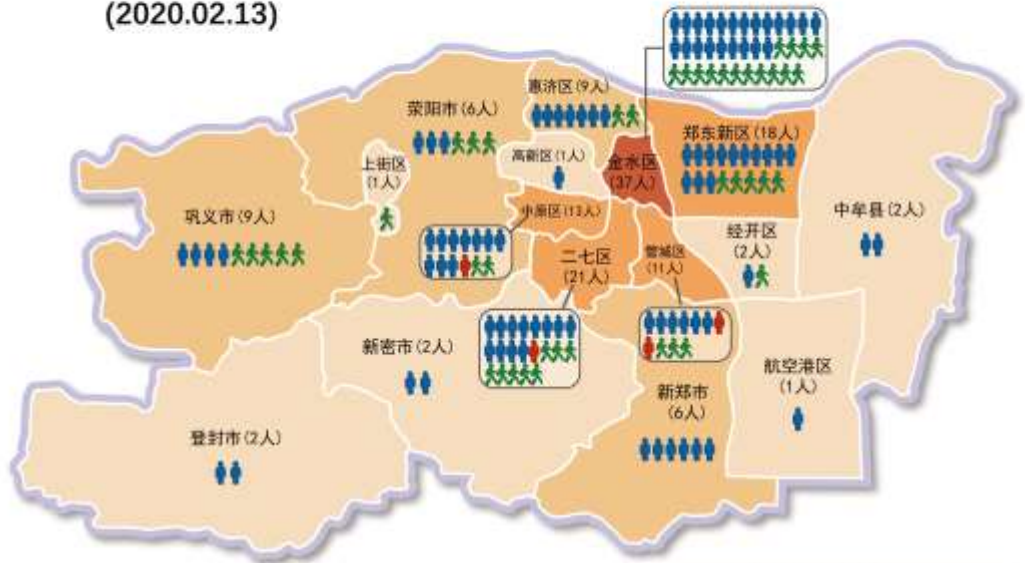 (2020.02.13)
惠济区(9人)
荥阳市(6人)
郑东新区(18人)
高新区(1人)
金水区
(37人)
上街区
(1人)
巩义市(9人)
中原区(13人)
中牟县(2人)
经开区
(2人)
二七区
(21人)
管城区
(11人)
新密市(2人)
航空港区
(1人)
新郑市
(6人)
登封市(2人)